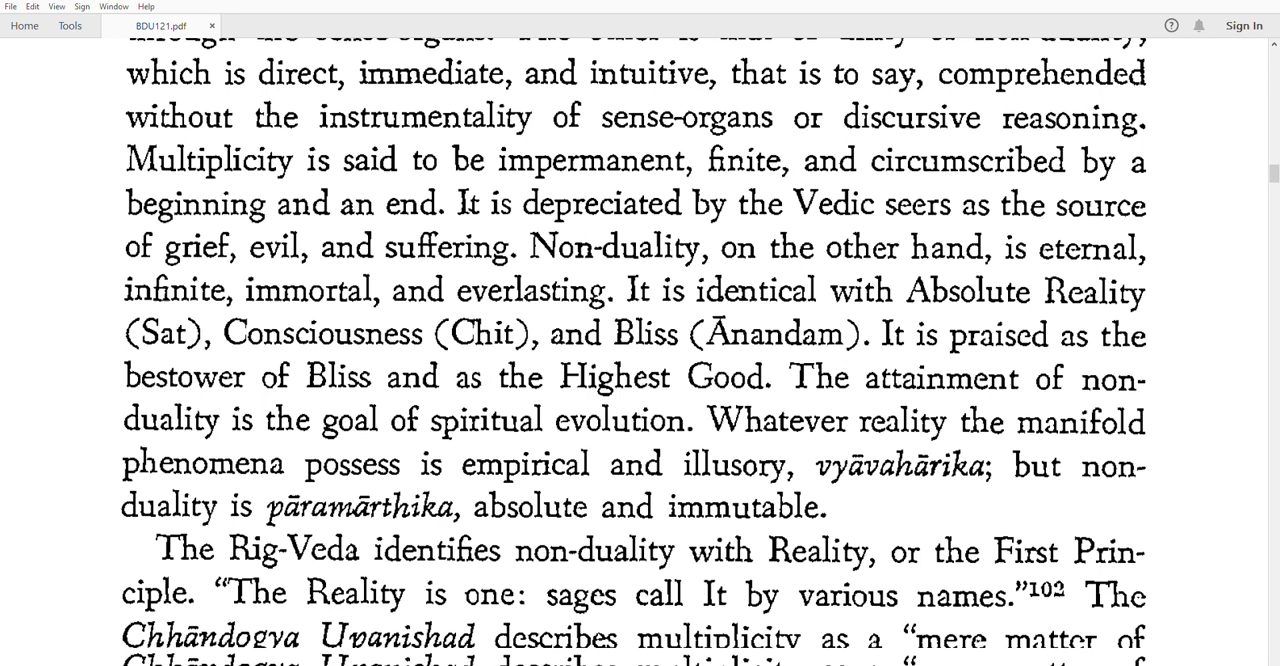 File Edit View Sign Window Help
Home Tools BDU121.pdf × ? Sign In
which is direct, immediate, and intuitive, that is to say, comprehended
without the instrumentality of sense-organs or discursive reasoning.
Multiplicity is said to be impermanent, finite, and circumscribed by a
beginning and an end. It is depreciated by the Vedic seers as the source
of grief, evil, and suffering. Non-duality, on the other hand, is eternal,
infinite, immortal, and everlasting. It is identical with Absolute Reality
(Sat), Consciousness (Chit), and Bliss (Ānandam). It is praised as the
bestower of Bliss and as the Highest Good. The attainment of non-
duality is the goal of spiritual evolution. Whatever reality the manifold
phenomena possess is empirical and illusory, vyāvahārika; but non-
duality is pāramārthika, absolute and immutable.
The Rig-Veda identifies non-duality with Reality, or the First Prin-
ciple. “The Reality is one: sages call It by various names.”¹⁰² The
Chhāndogya Upanishad describes multiplicity as a “mere matter of